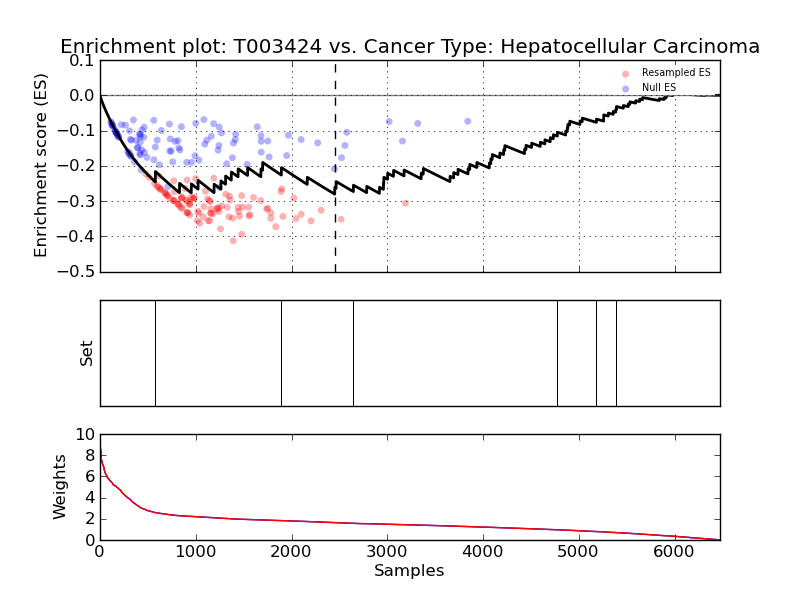 Enrichment plot: T003424 vs. Cancer Type: Hepatocellular Carcinoma
Enrichment score (ES)
0.1
0.0
−0.1
−0.2
−0.3
−0.4
−0.5
Resampled ES
Null ES
Set
Weights
10
8
6
4
2
0
0 1000 2000 3000 4000 5000 6000
Samples